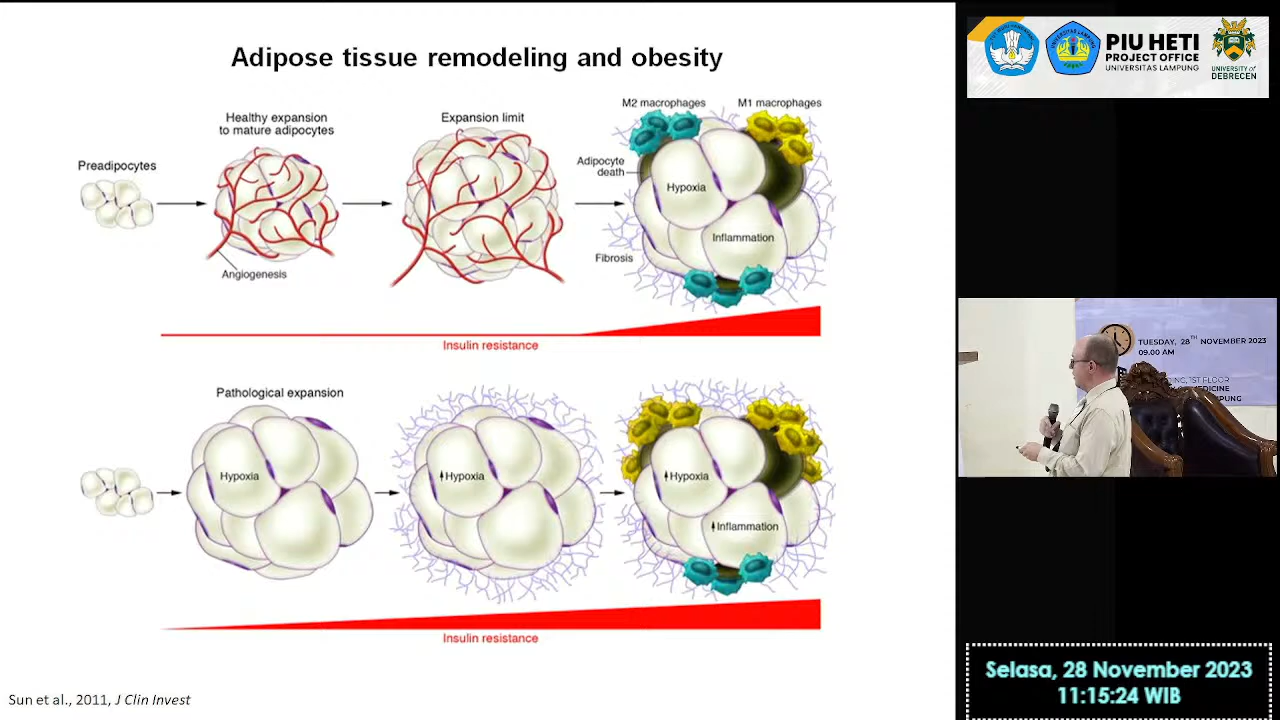 Adipose tissue remodeling and obesity
Preadipocytes
Healthy expansion
to mature adipocytes
Angiogenesis
Expansion limit
M2 macrophages
M1 macrophages
Adipocyte
death
Hypoxia
Inflammation
Fibrosis
Insulin resistance
Pathological expansion
Hypoxia
Hypoxia
Hypoxia
Inflammation
Insulin resistance
Sun et al., 2011, J Clin Invest
PIU HETI
PROJECT OFFICE
UNIVERSITAS LAMPUNG
UNIVERSITY of
DEBRECEN
TUESDAY, 28TH NOVEMBER 2023
09.00 AM
1ST FLOOR
Selasa, 28 November 2023
11:15:24 WIB